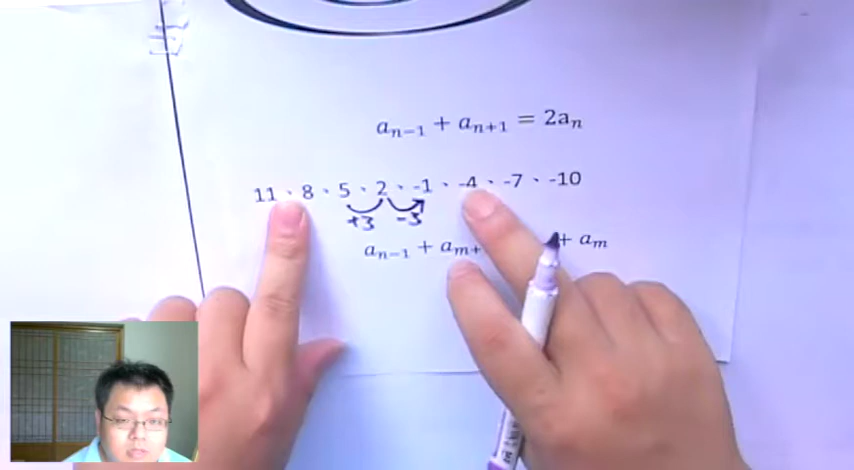 aₙ₋₁ + aₙ₊₁ = 2aₙ
11、8、5、2、-1、-4、-7、-10
+3 -3
aₙ₋₁ + aₘ₊ + aₘ